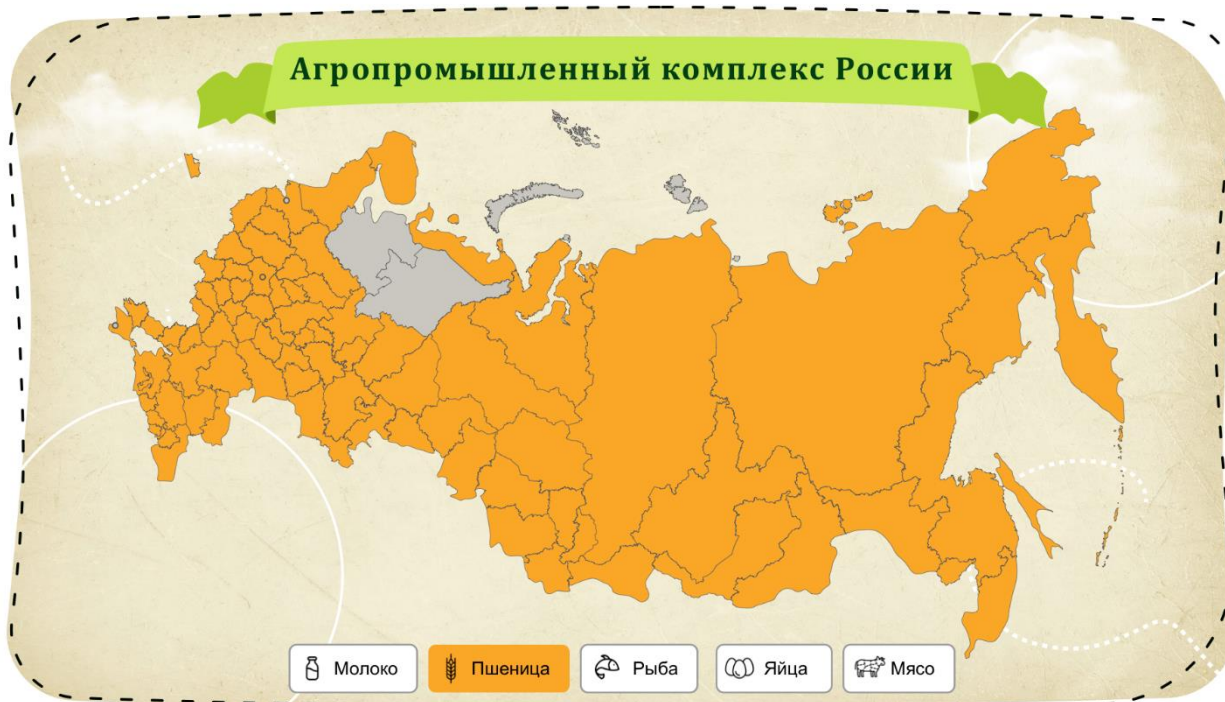 Агропромышленный комплекс России
Молоко
Пшеница
Рыба
Яйца
Мясо